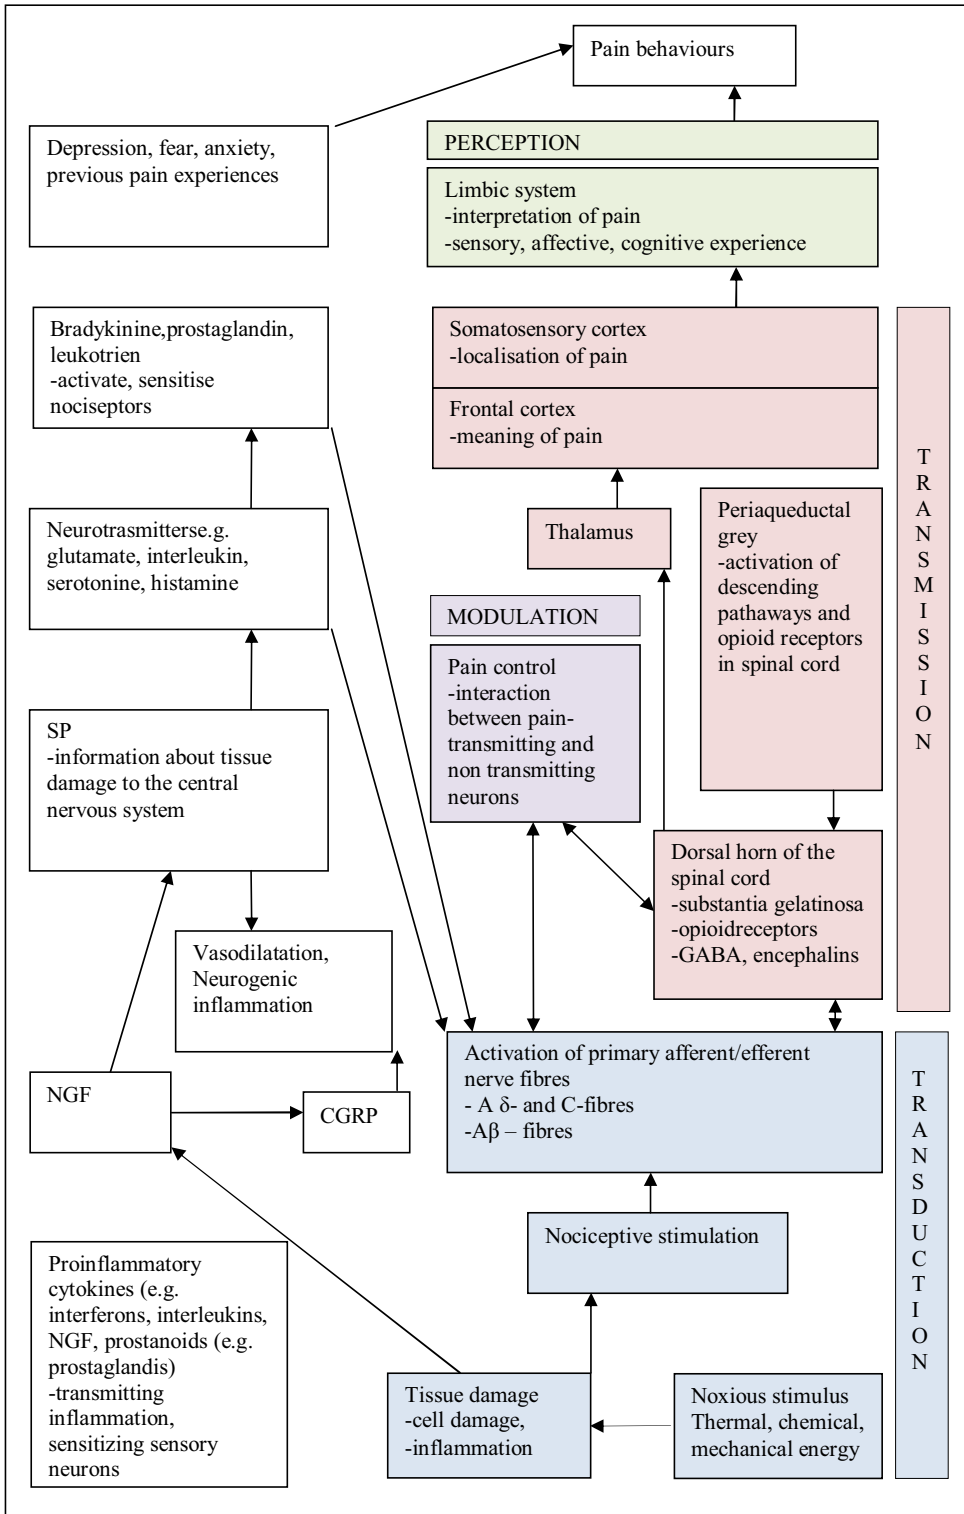 Pain behaviours
Depression, fear, anxiety,
previous pain experiences
PERCEPTION
Limbic system
-interpretation of pain
-sensory, affective, cognitive experience
Bradykinine,prostaglandin,
leukotrien
-activate, sensitise
nociseptors
Somatosensory cortex
-localisation of pain
Frontal cortex
-meaning of pain
Neurotrasmitterse.g.
glutamate, interleukin,
serotonine, histamine
Thalamus
Periaqueductal
grey
-activation of
descending
pathaways and
opioid receptors
in spinal cord
TRANSMISSION
MODULATION
Pain control
-interaction
between pain-
transmitting and
non transmitting
neurons
SP
-information about tissue
damage to the central
nervous system
Dorsal horn of the
spinal cord
-substantia gelatinosa
-opioidreceptors
-GABA, encephalins
Vasodilatation,
Neurogenic
inflammation
Activation of primary afferent/efferent
nerve fibres
- A δ- and C-fibres
-Aβ – fibres
NGF
CGRP
TRANSDUCTION
Nociceptive stimulation
Proinflammatory
cytokines (e.g.
interferons, interleukins,
NGF, prostanoids (e.g.
prostaglandis)
-transmitting
inflammation,
sensitizing sensory
neurons
Tissue damage
-cell damage,
-inflammation
Noxious stimulus
Thermal, chemical,
mechanical energy